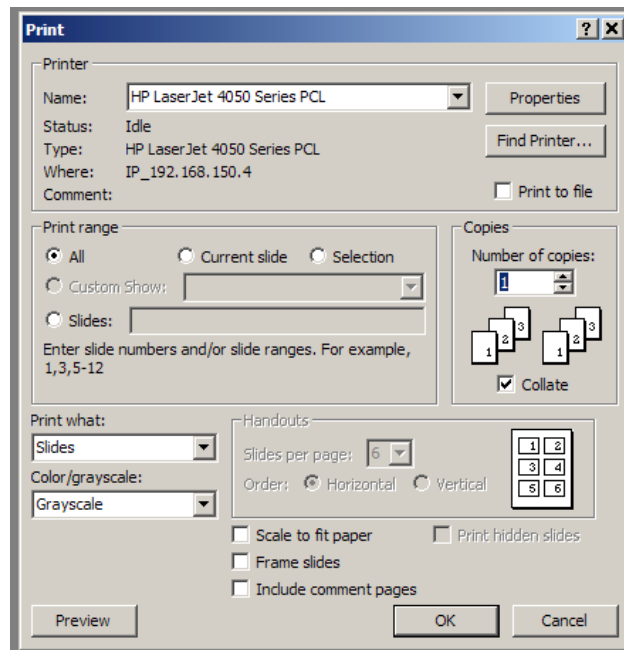 Print
Printer
Name: HP LaserJet 4050 Series PCL Properties
Status: Idle
Type: HP LaserJet 4050 Series PCL Find Printer...
Where: IP_192.168.150.4
Comment: Print to file
Print range
All Current slide Selection
Custom Show:
Slides:
Enter slide numbers and/or slide ranges. For example,
1,3,5-12
Copies
Number of copies:
1
1 2 3 1 2 3
Collate
Print what:
Slides
Color/grayscale:
Grayscale
Handouts
Slides per page: 6
Order: Horizontal Vertical
1 2
3 4
5 6
Scale to fit paper Print hidden slides
Frame slides
Include comment pages
Preview OK Cancel